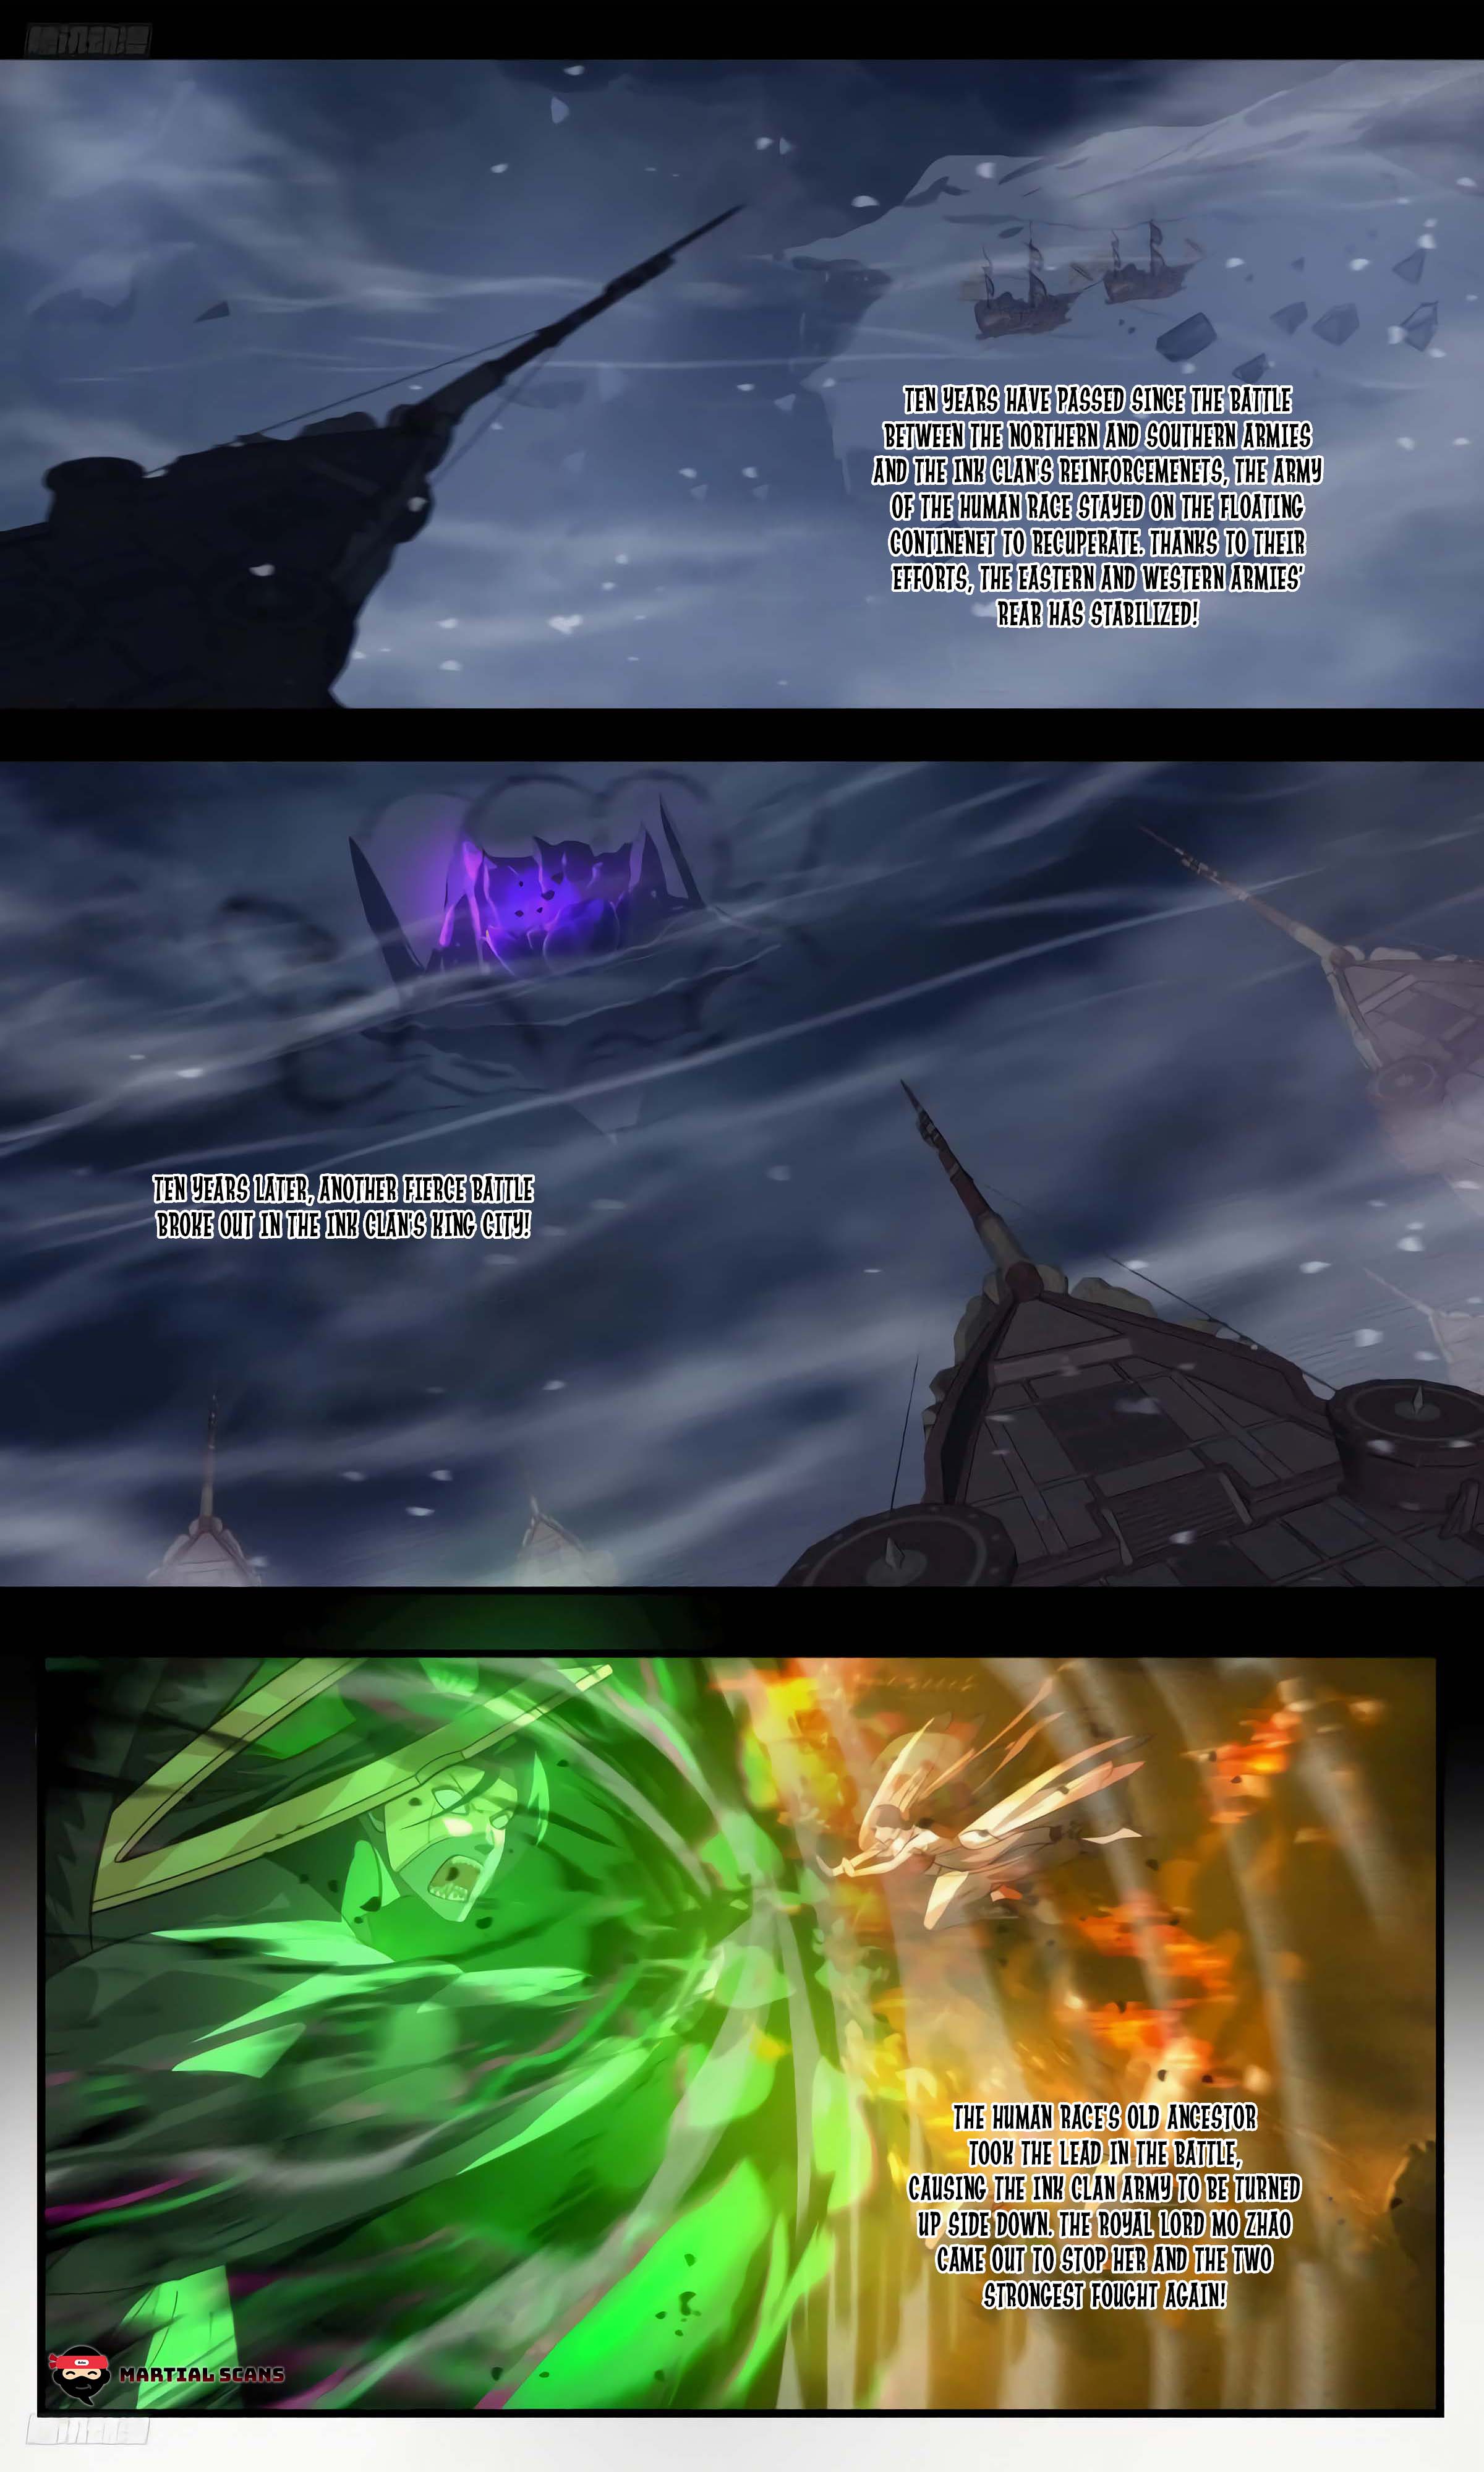 TEN YEARS HAVE PASSED SINCE THE BATTLE
BETWEEN THE NORTHERN AND SOUTHERN ARMIES
AND THE INK CLAN'S REINFORCEMENETS, THE ARMY
OF THE HUMAN RACE STAYED ON THE FLOATING
CONTINENET TO RECUPERATE. THANKS TO THEIR
EFFORTS, THE EASTERN AND WESTERN ARMIES'
REAR HAS STABILIZED!
TEN YEARS LATER, ANOTHER FIERCE BATTLE
BROKE OUT IN THE INK CLAN'S KING CITY!
THE HUMAN RACE'S OLD ANCESTOR
TOOK THE LEAD IN THE BATTLE,
CAUSING THE INK CLAN ARMY TO BE TURNED
UP SIDE DOWN. THE ROYAL LORD MO ZHAO
CAME OUT TO STOP HER AND THE TWO
STRONGEST FOUGHT AGAIN!
MARTIAL SCANS